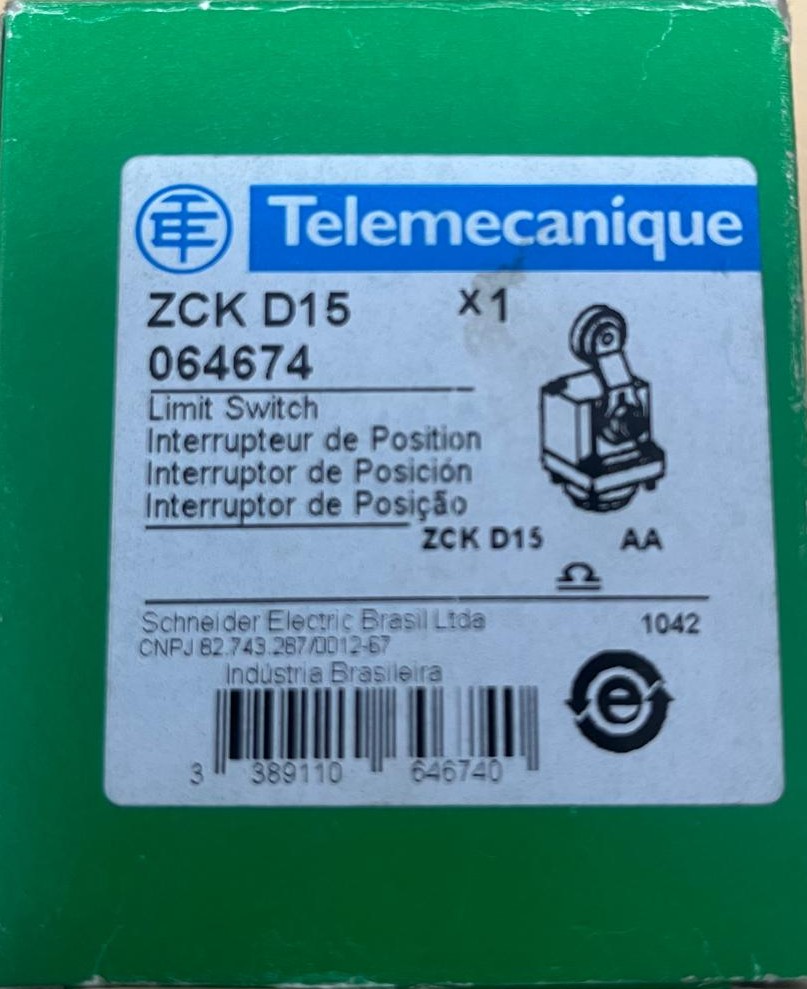 Telemecanique
ZCK D15 x1
064674
Limit Switch
Interrupteur de Position
Interruptor de Posición
Interruptor de Posição
ZCK D15 AA
Schneider Electric Brasil Ltda 1042
CNPJ 82.743.287/0012-67
Indústria Brasileira
e
3 389110 646740